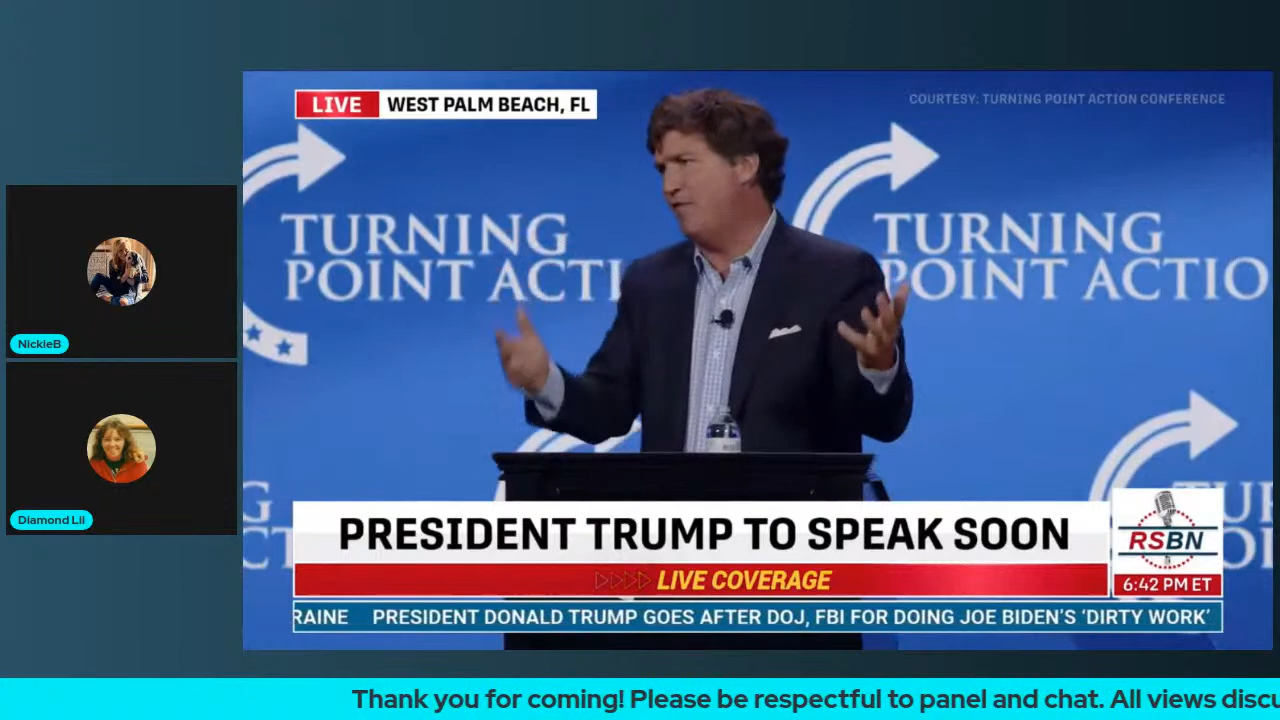 LIVE WEST PALM BEACH, FL
COURTESY: TURNING POINT ACTION CONFERENCE
TURNING
POINT ACTI
TURNING
POINT ACTIO
NickieB
Diamond Lil
PRESIDENT TRUMP TO SPEAK SOON
LIVE COVERAGE
RSBN
6:42 PM ET
RAINE PRESIDENT DONALD TRUMP GOES AFTER DOJ, FBI FOR DOING JOE BIDEN'S 'DIRTY WORK'
Thank you for coming! Please be respectful to panel and chat. All views discu